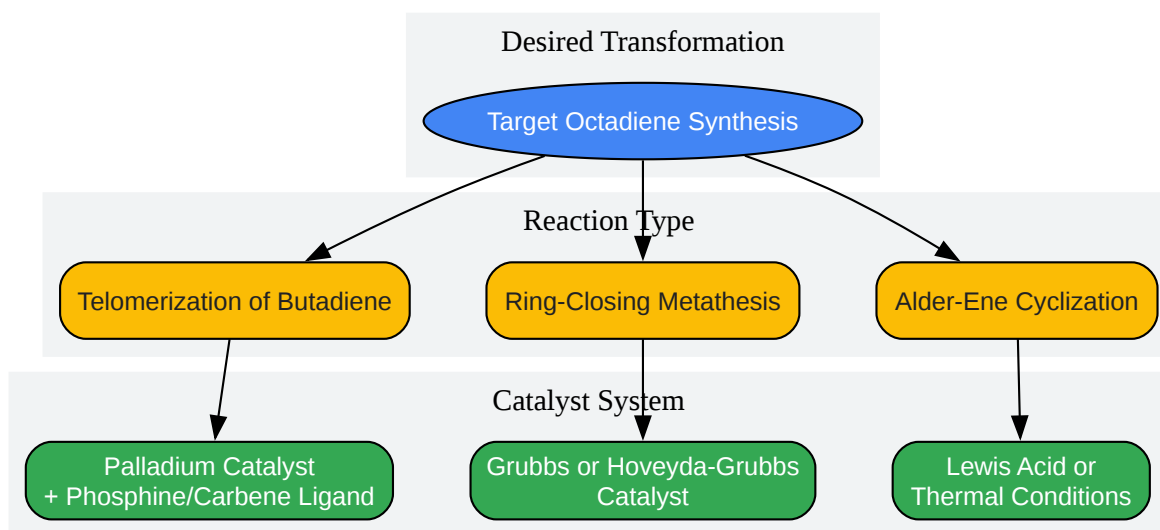 Desired Transformation
Target Octadiene Synthesis
Reaction Type
Telomerization of Butadiene
Ring-Closing Metathesis
Alder-Ene Cyclization
Catalyst System
Palladium Catalyst
+ Phosphine/Carbene Ligand
Grubbs or Hoveyda-Grubbs
Catalyst
Lewis Acid or
Thermal Conditions